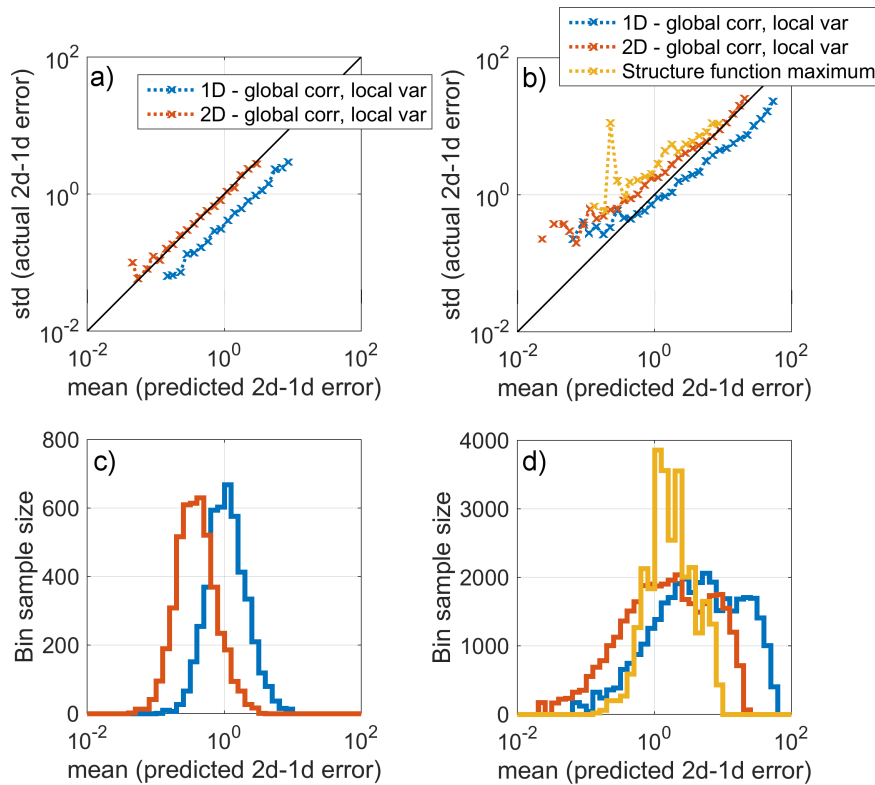 a)
10^2
1D - global corr, local var
2D - global corr, local var
10^0
10^-2
10^-2 10^0 10^2
std (actual 2d-1d error)
mean (predicted 2d-1d error)
b)
10^2
1D - global corr, local var
2D - global corr, local var
Structure function maximum
10^0
10^-2
10^-2 10^0 10^2
std (actual 2d-1d error)
mean (predicted 2d-1d error)
c)
800
600
400
200
0
10^-2 10^0 10^2
Bin sample size
mean (predicted 2d-1d error)
d)
4000
3000
2000
1000
0
10^-2 10^0 10^2
Bin sample size
mean (predicted 2d-1d error)